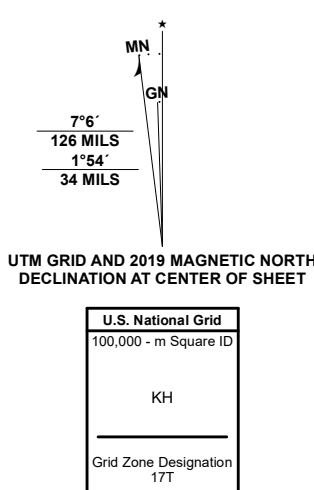 ★
MN
GN
7°6´
126 MILS
1°54´
34 MILS
UTM GRID AND 2019 MAGNETIC NORTH
DECLINATION AT CENTER OF SHEET
U.S. National Grid
100,000 - m Square ID
KH
Grid Zone Designation
17T